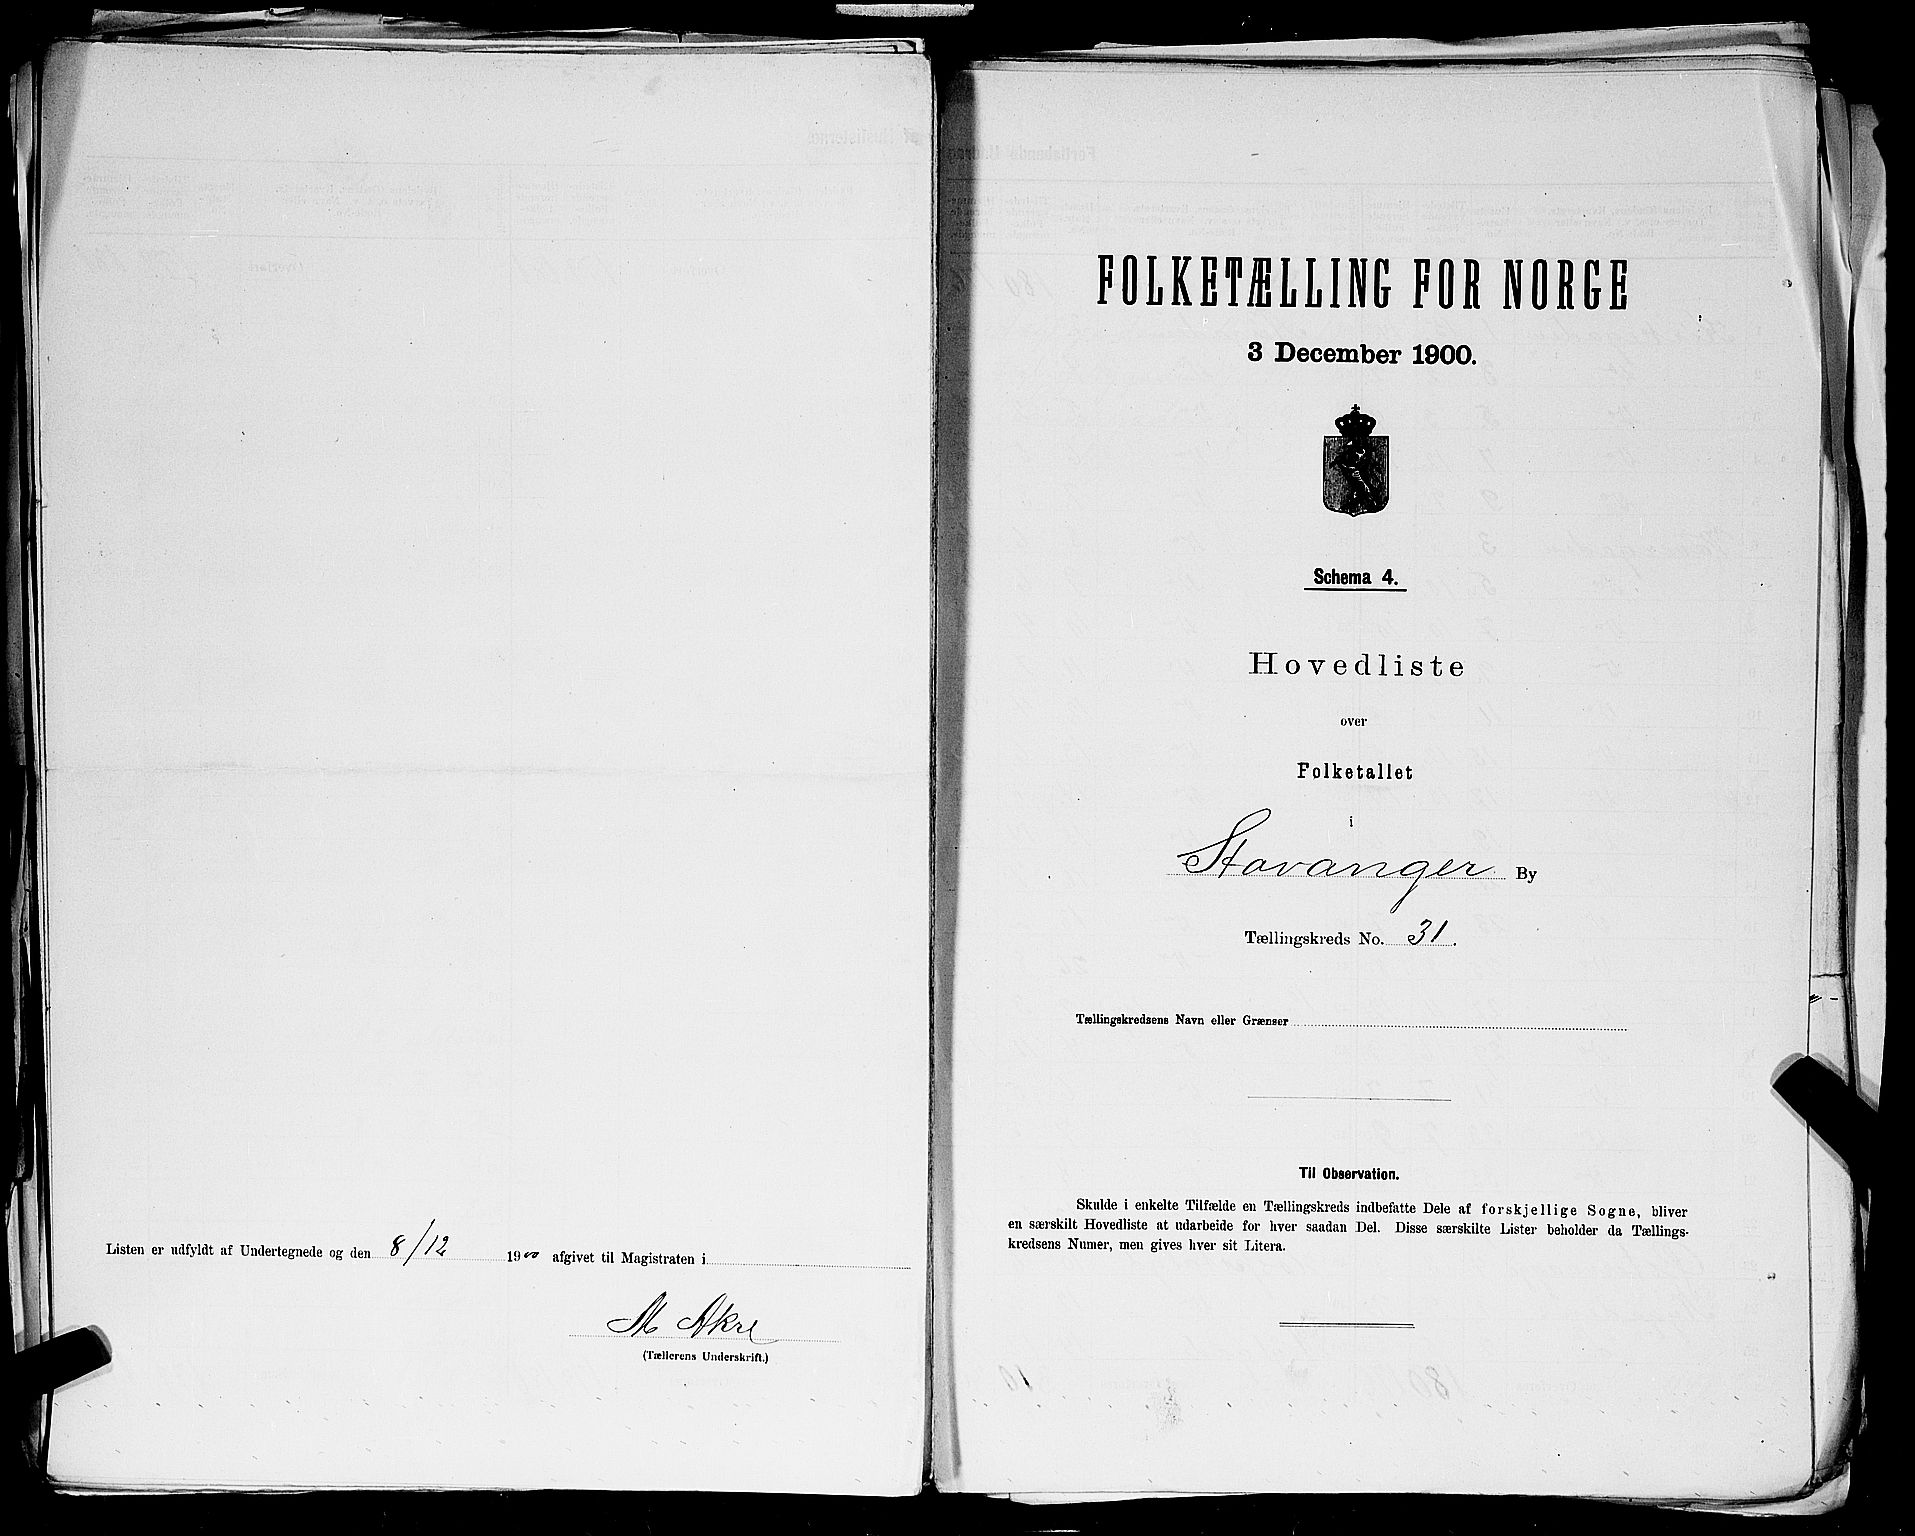 Listen er udfyldt af Undertegnede og den 8/12 1900 afgivet til Magistraten i
M Akre
(Tællerens Underskrift.)
FOLKETÆLLING FOR NORGE
3 December 1900.
Schema 4.
Hovedliste
over
Folketallet
i
Stavanger By
Tællingskreds No. 31.
Tællingskredsens Navn eller Grænser
Til Observation.
Skulde i enkelte Tilfælde en Tællingskreds indbefatte Dele af forskjellige Sogne, bliver
en særskilt Hovedliste at udarbeide for hver saadan Del. Disse særskilte Lister beholder da Tællings-
kredsens Numer, men gives hver sit Litera.